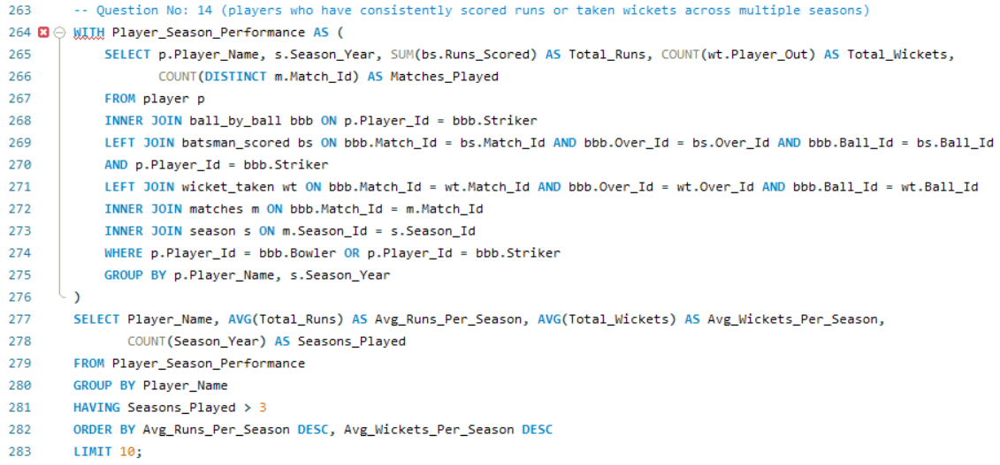 263 -- Question No: 14 (players who have consistently scored runs or taken wickets across multiple seasons)
264 WITH Player_Season_Performance AS (
265 SELECT p.Player_Name, s.Season_Year, SUM(bs.Runs_Scored) AS Total_Runs, COUNT(wt.Player_Out) AS Total_Wickets,
266 COUNT(DISTINCT m.Match_Id) AS Matches_Played
267 FROM player p
268 INNER JOIN ball_by_ball bbb ON p.Player_Id = bbb.Striker
269 LEFT JOIN batsman_scored bs ON bbb.Match_Id = bs.Match_Id AND bbb.Over_Id = bs.Over_Id AND bbb.Ball_Id = bs.Ball_Id
270 AND p.Player_Id = bbb.Striker
271 LEFT JOIN wicket_taken wt ON bbb.Match_Id = wt.Match_Id AND bbb.Over_Id = wt.Over_Id AND bbb.Ball_Id = wt.Ball_Id
272 INNER JOIN matches m ON bbb.Match_Id = m.Match_Id
273 INNER JOIN season s ON m.Season_Id = s.Season_Id
274 WHERE p.Player_Id = bbb.Bowler OR p.Player_Id = bbb.Striker
275 GROUP BY p.Player_Name, s.Season_Year
276 )
277 SELECT Player_Name, AVG(Total_Runs) AS Avg_Runs_Per_Season, AVG(Total_Wickets) AS Avg_Wickets_Per_Season,
278 COUNT(Season_Year) AS Seasons_Played
279 FROM Player_Season_Performance
280 GROUP BY Player_Name
281 HAVING Seasons_Played > 3
282 ORDER BY Avg_Runs_Per_Season DESC, Avg_Wickets_Per_Season DESC
283 LIMIT 10;